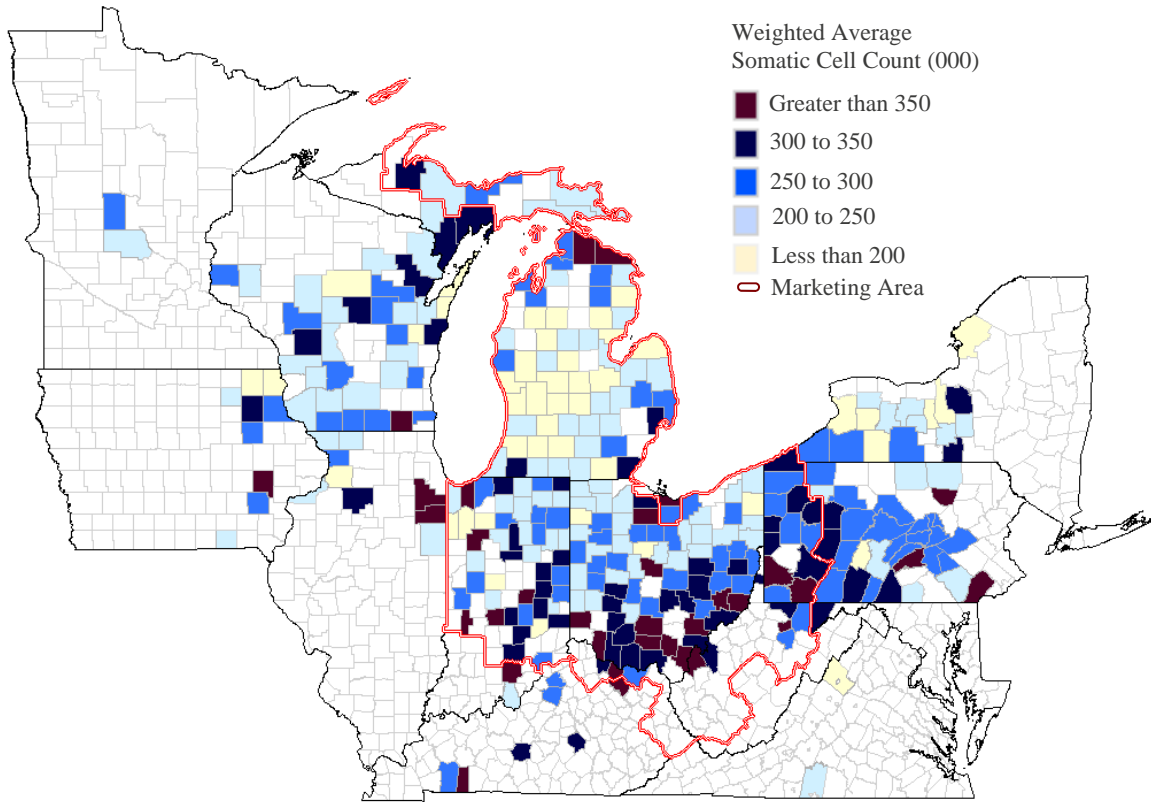 Weighted Average
Somatic Cell Count (000)
Greater than 350
300 to 350
250 to 300
200 to 250
Less than 200
Marketing Area